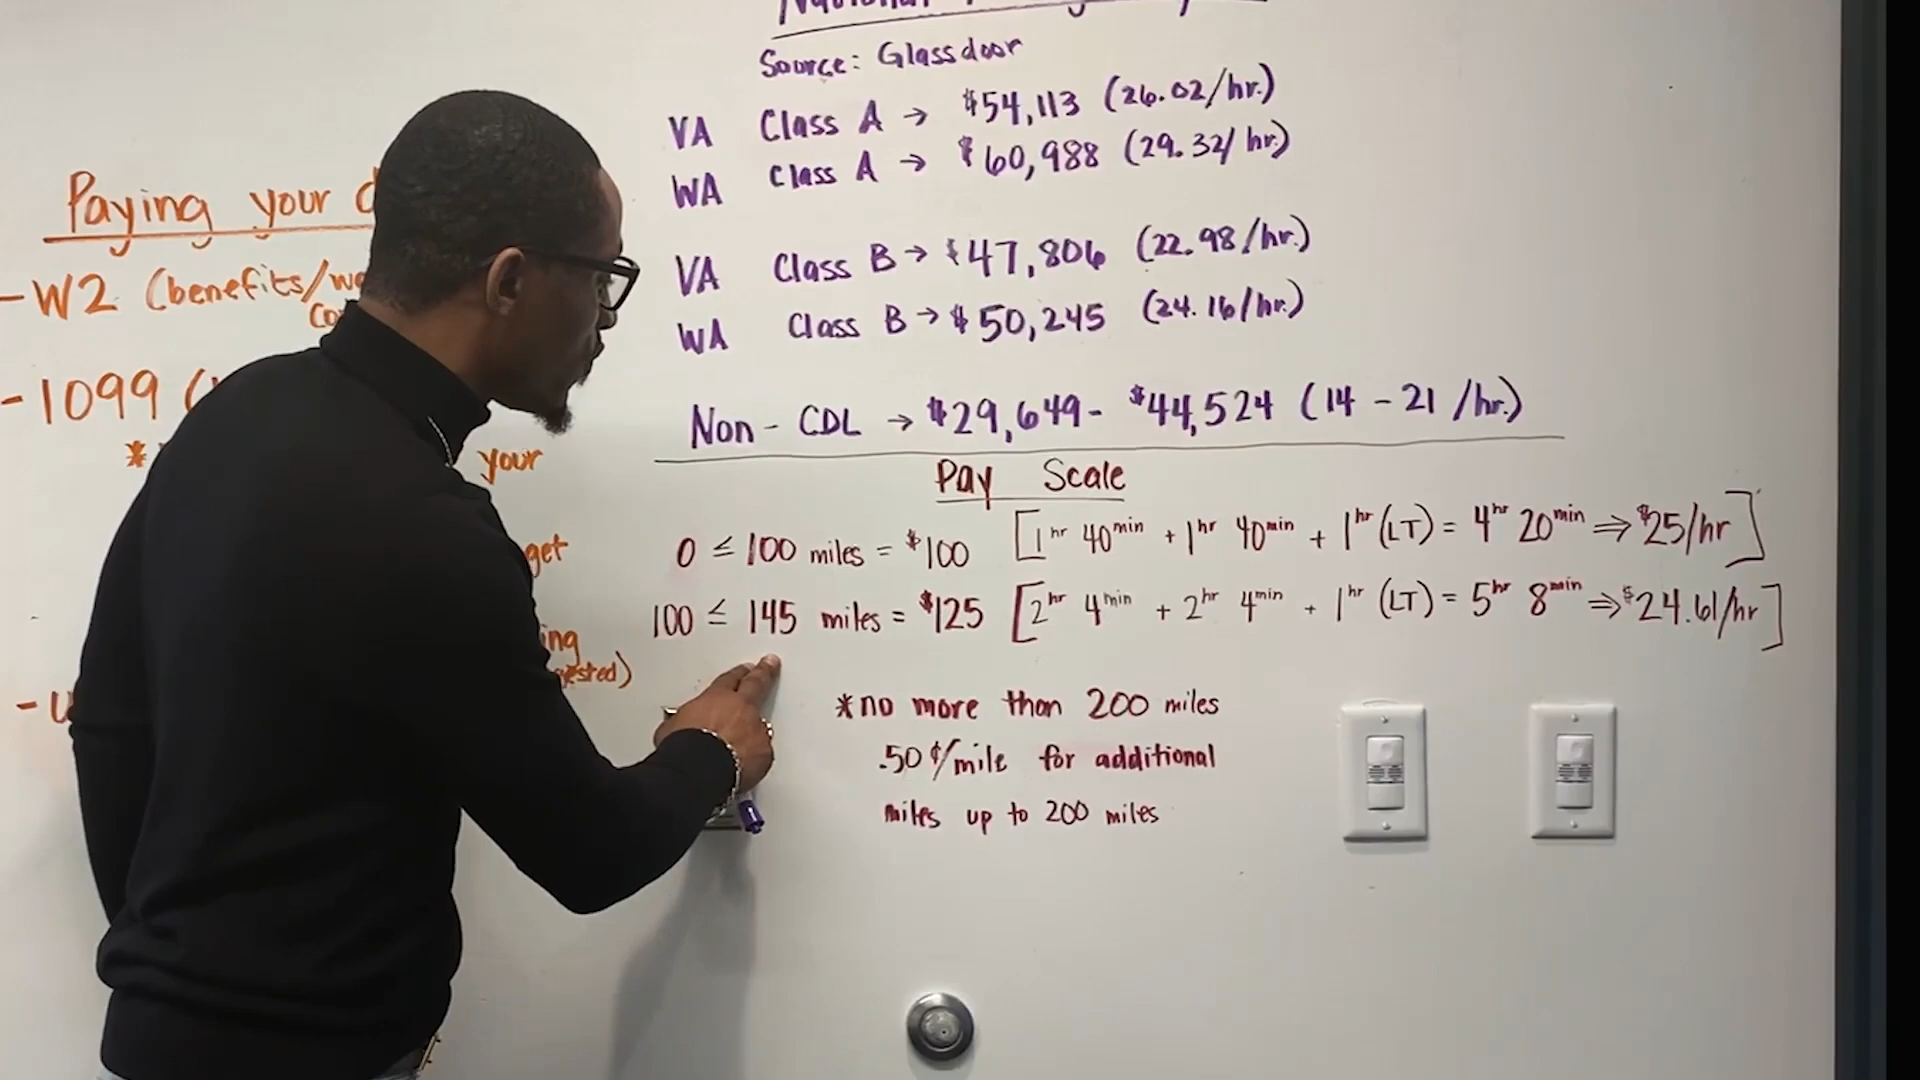 Paying your
-W2 (benefits/
-1099 (
*
your
get
ing
gested)
National
Source: Glassdoor
VA Class A → $54,113 (26.02/hr.)
WA Class A → $60,988 (29.32/hr.)
VA Class B → $47,806 (22.98/hr.)
WA Class B → $50,245 (24.16/hr.)
Non-CDL → $29,649- $44,524 (14-21/hr.)
Pay Scale
0 ≤ 100 miles = $100 [1hr 40min + 1hr 40min + 1hr (LT) = 4hr 20min ⇒ $25/hr]
100 ≤ 145 miles = $125 [2hr 4min + 2hr 4min + 1hr (LT) = 5hr 8min ⇒ $24.61/hr]
*no more than 200 miles
.50¢/mile for additional
miles up to 200 miles